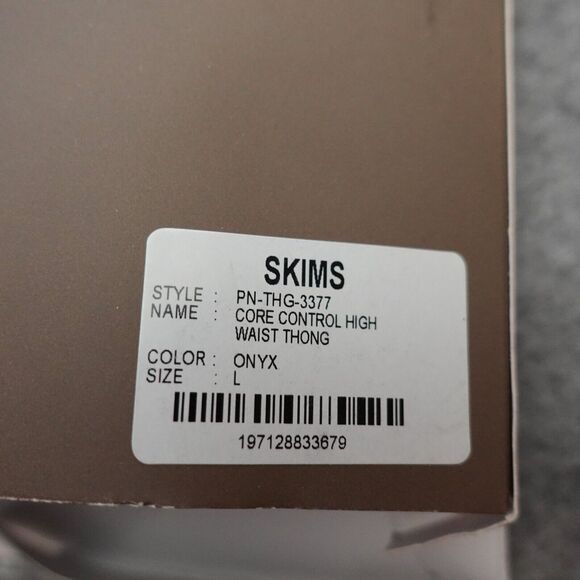 SKIMS
STYLE : PN-THG-3377
NAME : CORE CONTROL HIGH
WAIST THONG
COLOR : ONYX
SIZE : L
197128833679